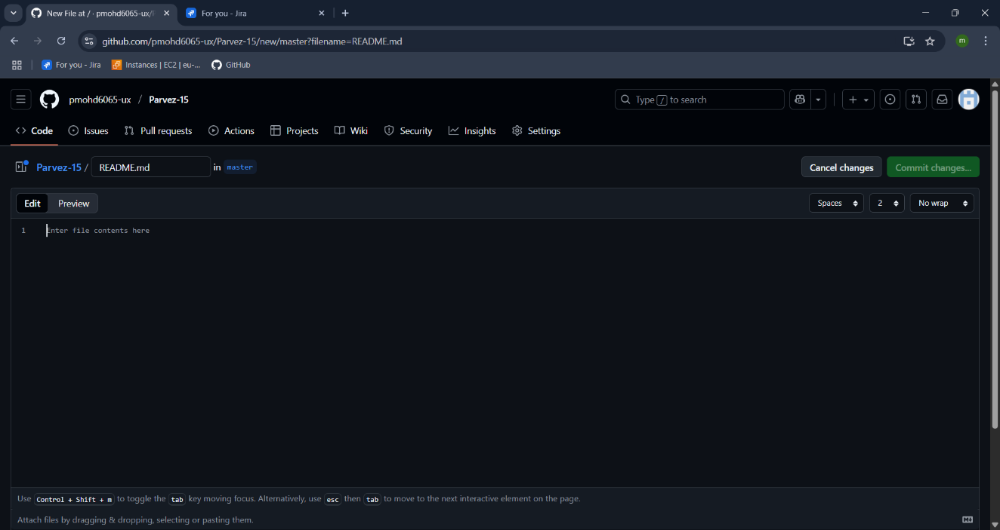 New File at / · pmohd6065-ux/
For you - Jira
github.com/pmohd6065-ux/Parvez-15/new/master?filename=README.md
m
For you - Jira
Instances | EC2 | eu-...
GitHub
pmohd6065-ux / Parvez-15
Type / to search
Code
Issues
Pull requests
Actions
Projects
Wiki
Security
Insights
Settings
Parvez-15 / README.md in master
Cancel changes
Commit changes...
Edit
Preview
Spaces
2
No wrap
1 Enter file contents here
Use Control + Shift + m to toggle the tab key moving focus. Alternatively, use esc then tab to move to the next interactive element on the page.
Attach files by dragging & dropping, selecting or pasting them.